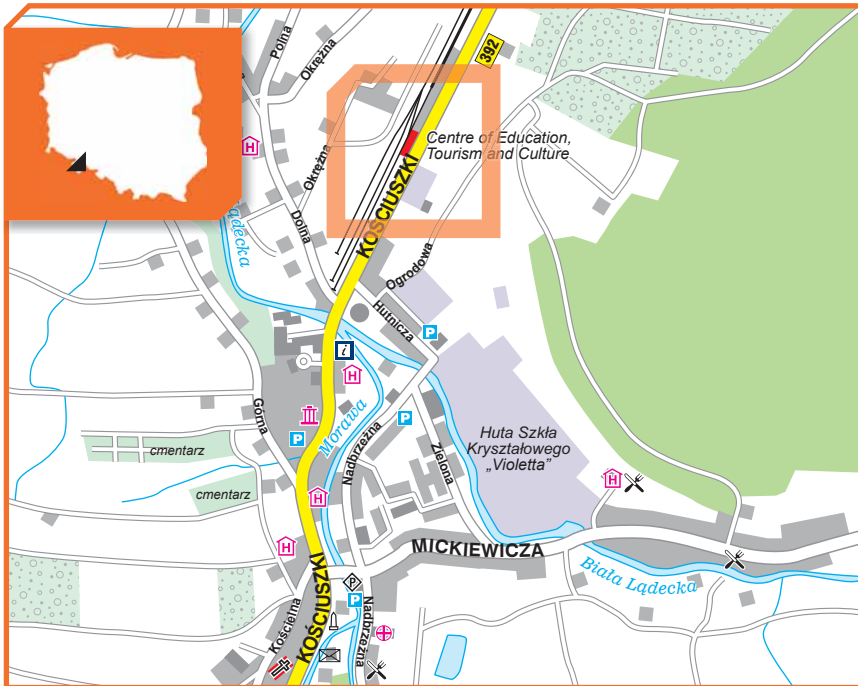 Polna
Okrężna
392
H
Centre of Education,
Tourism and Culture
Okrężna
KOŚCIUSZKI
Lądecka
Dolna
Ogrodowa
Hutnicza
P
i
H
Morawa
P
Górna
P
Nadbrzeżna
Zielona
Huta Szkła
Kryształowego
„Violetta”
cmentarz
cmentarz
H
H
H
MICKIEWICZA
Biała Lądecka
KOŚCIUSZKI
Kościelna
P
P
Nadbrzeżna